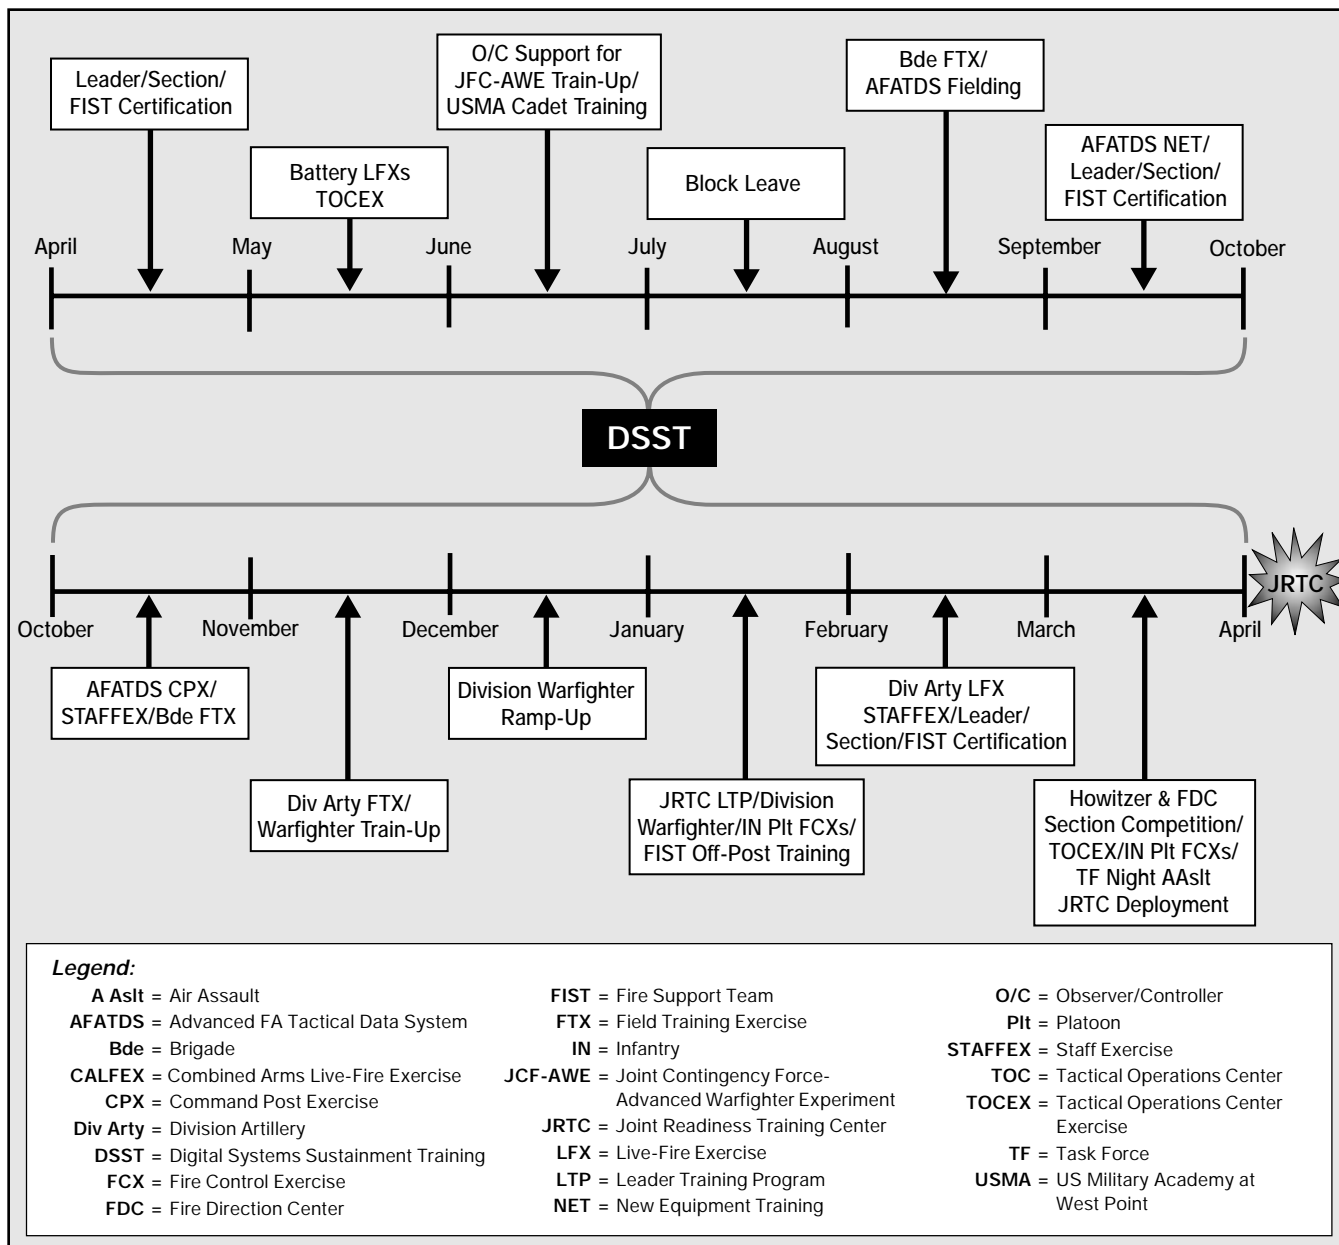 Leader/Section/
FIST Certification
Battery LFXs
TOCEX
O/C Support for
JFC-AWE Train-Up/
USMA Cadet Training
Block Leave
Bde FTX/
AFATDS Fielding
AFATDS NET/
Leader/Section/
FIST Certification
April
May
June
July
August
September
October
DSST
JRTC
October
November
December
January
February
March
April
AFATDS CPX/
STAFFEX/Bde FTX
Div Arty FTX/
Warfighter Train-Up
Division Warfighter
Ramp-Up
JRTC LTP/Division
Warfighter/IN Plt FCXs/
FIST Off-Post Training
Div Arty LFX
STAFFEX/Leader/
Section/FIST Certification
Howitzer & FDC
Section Competition/
TOCEX/IN Plt FCXs/
TF Night AAslt
JRTC Deployment
Legend:
A Aslt = Air Assault
AFATDS = Advanced FA Tactical Data System
Bde = Brigade
CALFEX = Combined Arms Live-Fire Exercise
CPX = Command Post Exercise
Div Arty = Division Artillery
DSST = Digital Systems Sustainment Training
FCX = Fire Control Exercise
FDC = Fire Direction Center
FIST = Fire Support Team
FTX = Field Training Exercise
IN = Infantry
JCF-AWE = Joint Contingency Force-
Advanced Warfighter Experiment
JRTC = Joint Readiness Training Center
LFX = Live-Fire Exercise
LTP = Leader Training Program
NET = New Equipment Training
O/C = Observer/Controller
Plt = Platoon
STAFFEX = Staff Exercise
TOC = Tactical Operations Center
TOCEX = Tactical Operations Center
Exercise
TF = Task Force
USMA = US Military Academy at
West Point